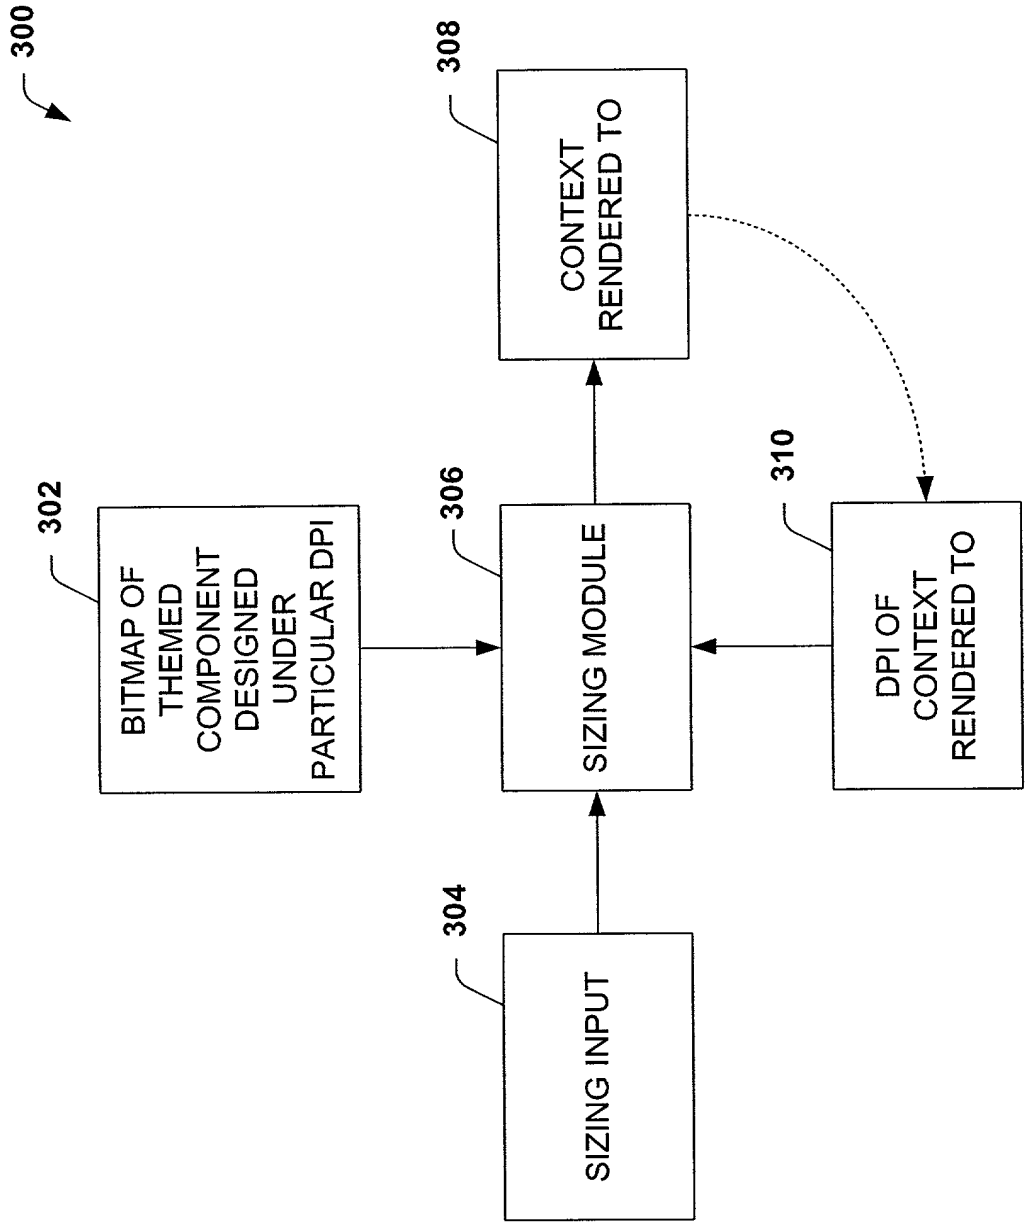 300
302
BITMAP OF
THEMED
COMPONENT
DESIGNED
UNDER
PARTICULAR DPI
304
SIZING INPUT
306
SIZING MODULE
308
CONTEXT
RENDERED TO
310
DPI OF
CONTEXT
RENDERED TO